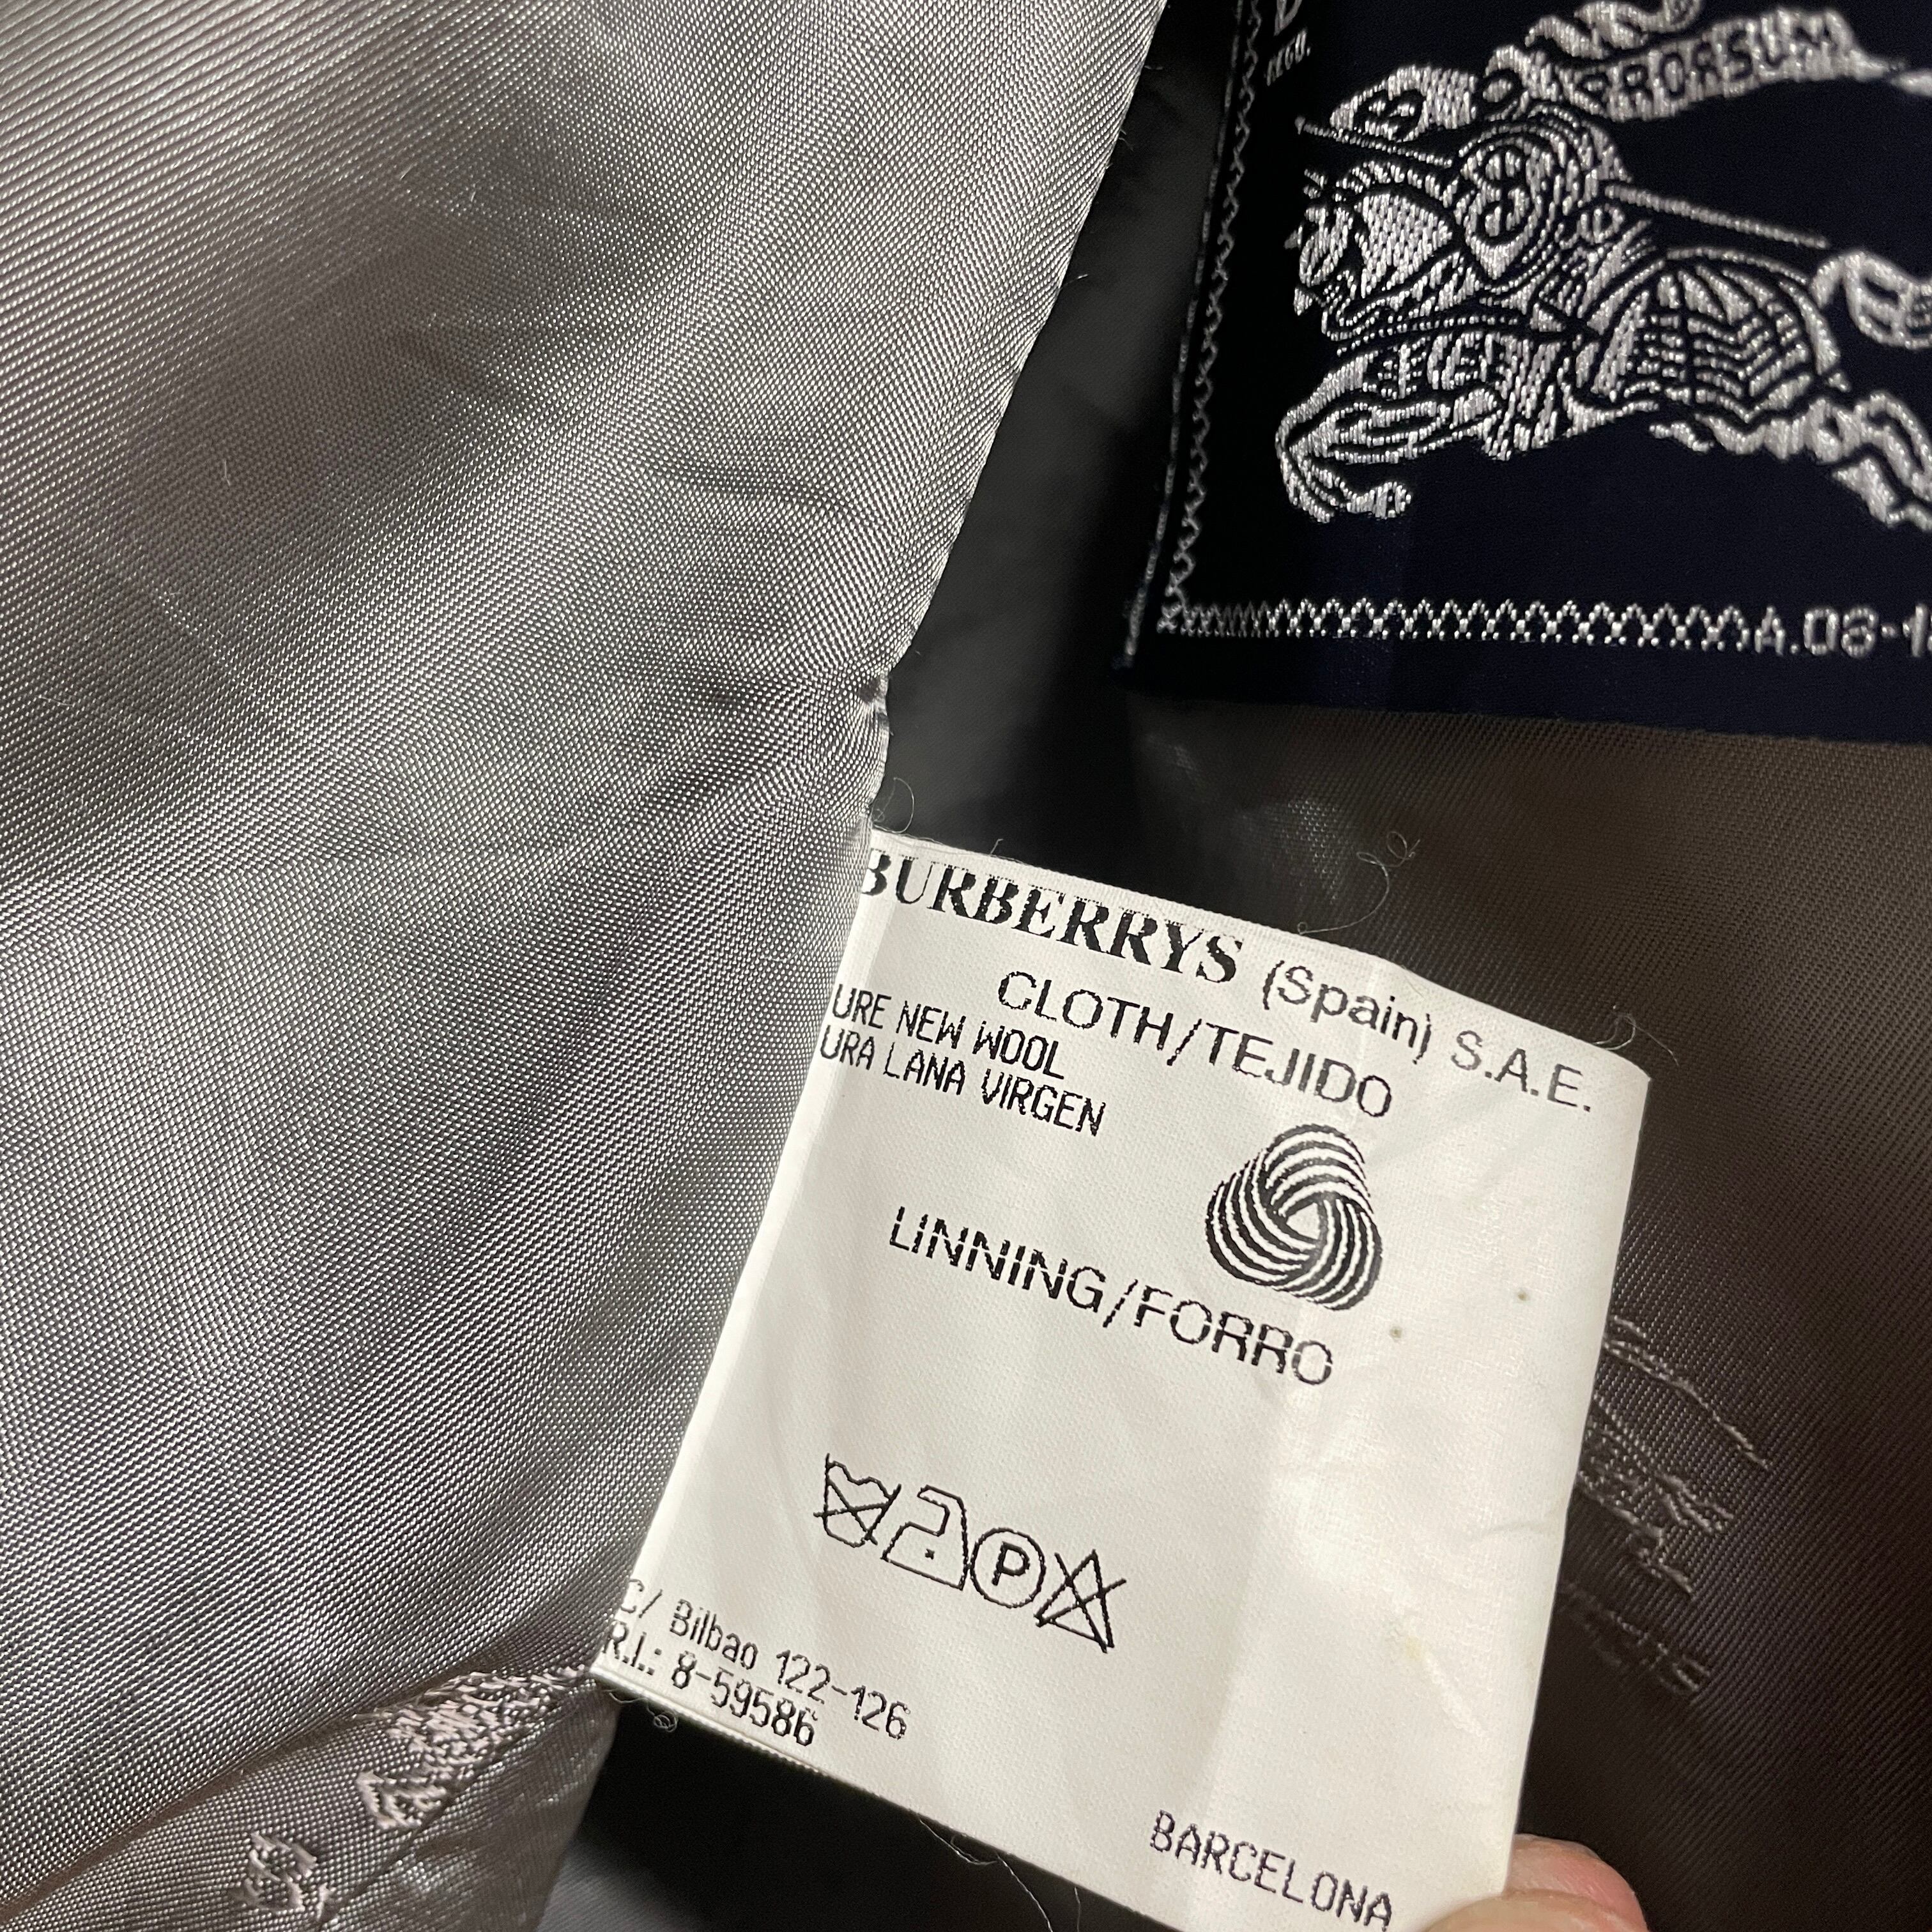 PRORSUM
A.08-1
BURBERRYS (Spain) S.A.E.
CLOTH/TEJIDO
URE NEW WOOL
URA LANA VIRGEN
LINNING/FORRO
P
C/ Bilbao 122-126
R.I.: 8-59586
BARCELONA